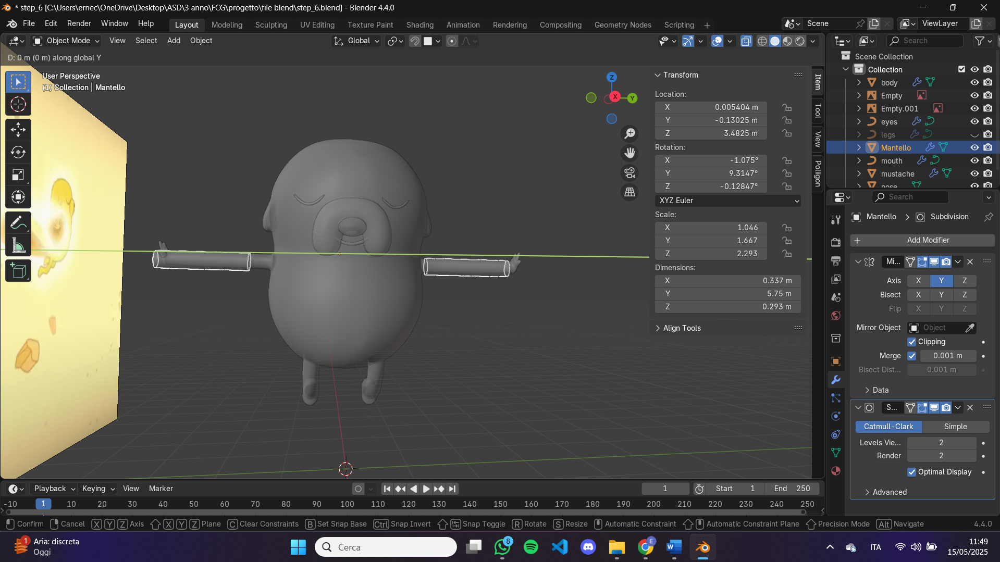 * step_6 [C:\Users\ernec\OneDrive\Desktop\ASD\3 anno\FCG\progetto\file blend\step_6.blend] - Blender 4.4.0
File Edit Render Window Help
Layout Modeling Sculpting UV Editing Texture Paint Shading Animation Rendering Compositing Geometry Nodes Scripting +
Scene
ViewLayer
Object Mode View Select Add Object
Global
Search
D: 0 m (0 m) along global Y
User Perspective
(1) Collection | Mantello
Z
X
Y
Transform
Location:
X 0.005404 m
Y -0.13025 m
Z 3.4825 m
Rotation:
X -1.075°
Y 9.3147°
Z -0.12847°
XYZ Euler
Scale:
X 1.046
Y 1.667
Z 2.293
Dimensions:
X 0.337 m
Y 5.75 m
Z 0.293 m
Align Tools
Item
Tool
View
Poliigon
Scene Collection
Collection
body
Empty
Empty.001
eyes
legs
Mantello
mouth
mustache
nose
Search
Mantello > Subdivision
+ Add Modifier
Mi...
Axis X Y Z
Bisect X Y Z
Flip X Y Z
Mirror Object Object
Clipping
Merge 0.001 m
Bisect Dist... 0.001 m
Data
S...
Catmull-Clark Simple
Levels Vie... 2
Render 2
Optimal Display
Advanced
Playback Keying View Marker
1
Start 1
End 250
-10 1 10 20 30 40 50 60 70 80 90 100 110 120 130 140 150 160 170 180 190 200 210 220 230 240 250
Confirm Cancel X Y Z Axis X Y Z Plane C Clear Constraints B Set Snap Base Ctrl Snap Invert Snap Toggle R Rotate S Resize Automatic Constraint Automatic Constraint Plane Precision Mode Alt Navigate 4.4.0
1
Aria: discreta
Oggi
Cerca
8
E
W
ITA
11:49
15/05/2025